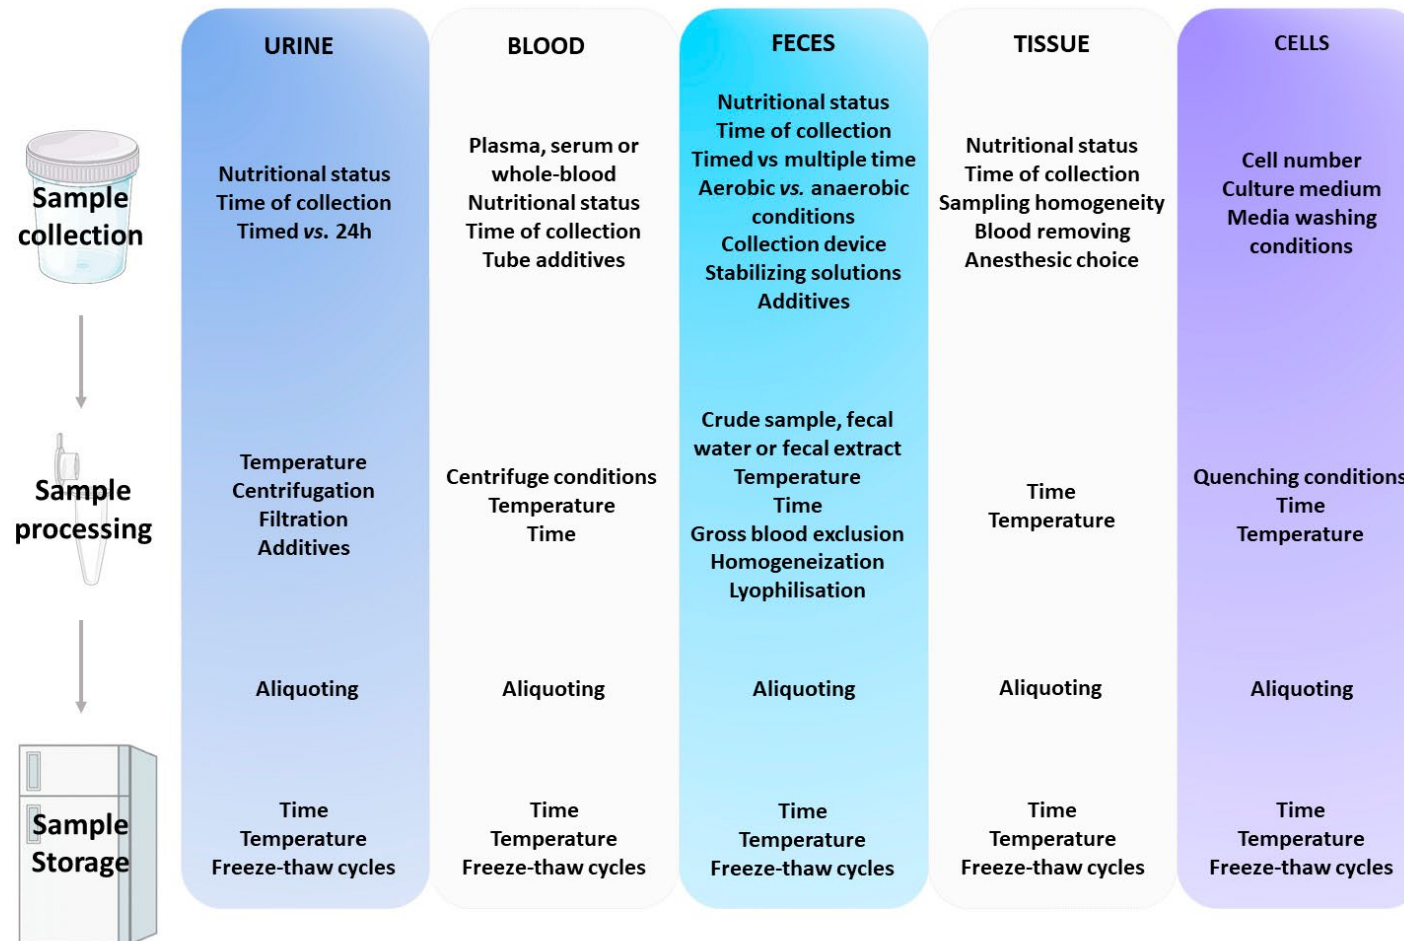 URINE
BLOOD
FECES
TISSUE
CELLS
Sample
collection
Nutritional status
Time of collection
Timed vs. 24h
Plasma, serum or
whole-blood
Nutritional status
Time of collection
Tube additives
Nutritional status
Time of collection
Timed vs multiple time
Aerobic vs. anaerobic
conditions
Collection device
Stabilizing solutions
Additives
Nutritional status
Time of collection
Sampling homogeneity
Blood removing
Anesthesic choice
Cell number
Culture medium
Media washing
conditions
Sample
processing
Temperature
Centrifugation
Filtration
Additives
Centrifuge conditions
Temperature
Time
Crude sample, fecal
water or fecal extract
Temperature
Time
Gross blood exclusion
Homogeneization
Lyophilisation
Time
Temperature
Quenching conditions
Time
Temperature
Aliquoting
Aliquoting
Aliquoting
Aliquoting
Aliquoting
Sample
Storage
Time
Temperature
Freeze-thaw cycles
Time
Temperature
Freeze-thaw cycles
Time
Temperature
Freeze-thaw cycles
Time
Temperature
Freeze-thaw cycles
Time
Temperature
Freeze-thaw cycles